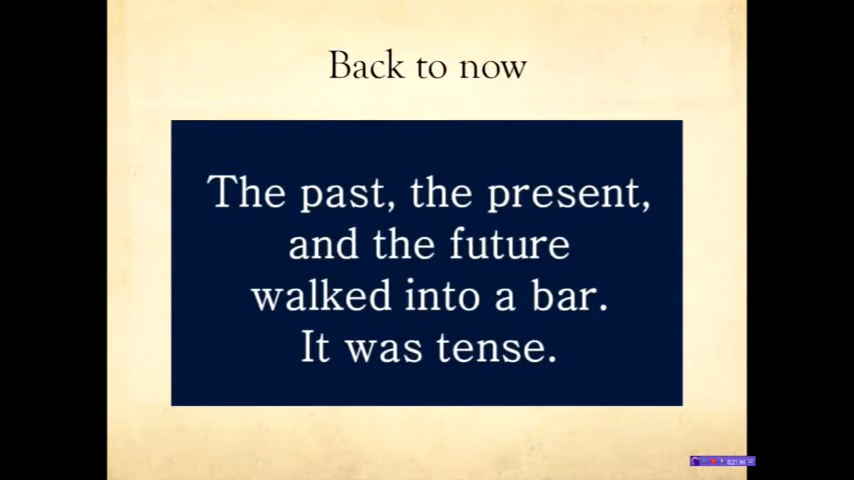 Back to now
The past, the present,
and the future
walked into a bar.
It was tense.